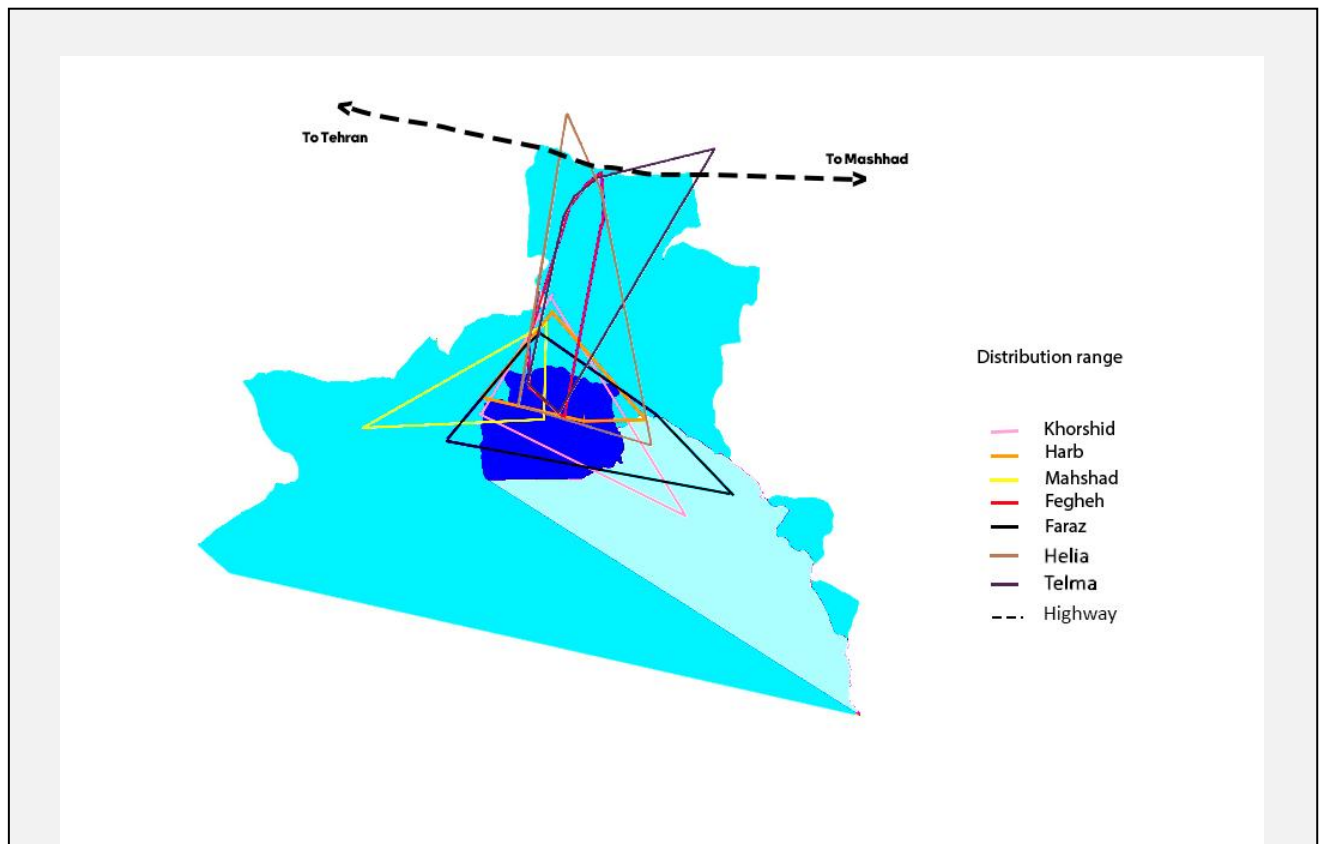 To Tehran
To Mashhad
Distribution range
Khorshid
Harb
Mahshad
Fegheh
Faraz
Helia
Telma
Highway